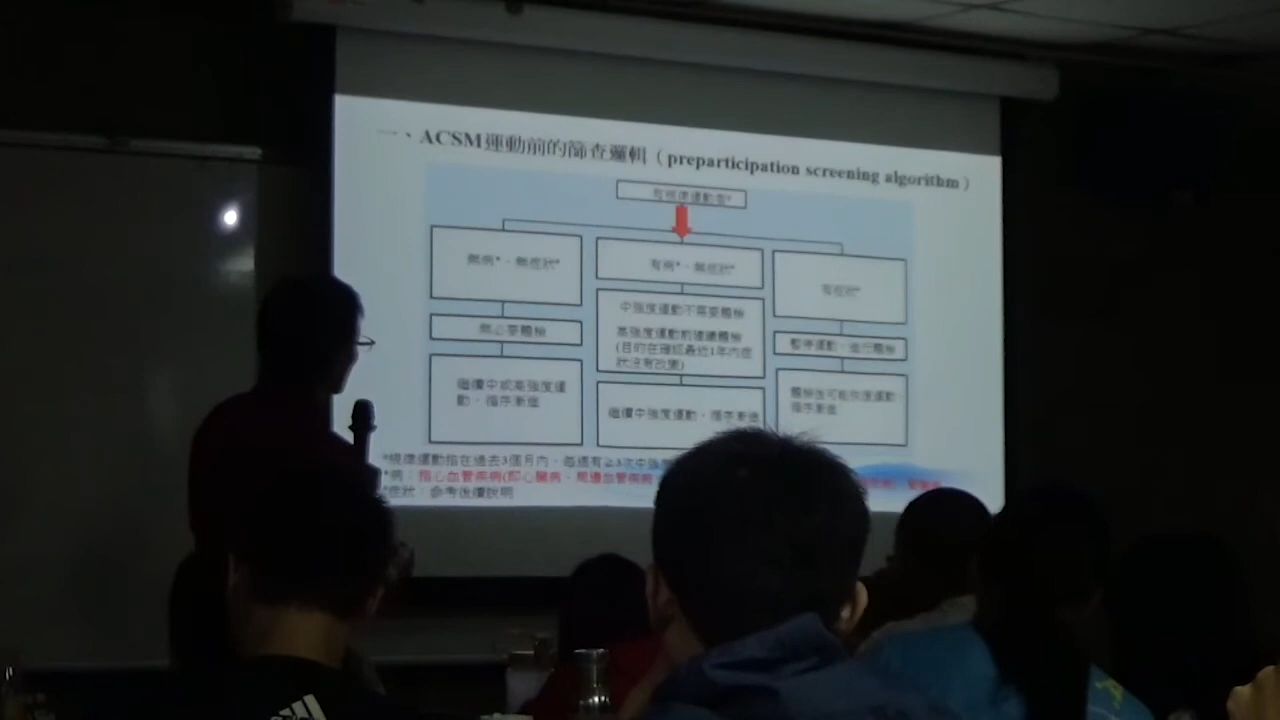 一、ACSM運動前的篩查邏輯（preparticipation screening algorithm）
有規律運動者*
無病*、無症狀*
有病*、無症狀*
有症狀*
無必要體檢
中強度運動不需要體檢
高強度運動前建議體檢
(目的在確認最近1年內症
狀沒有改變)
暫停運動，進行體檢
繼續中或高強度運
動，循序漸進
繼續中強度運動，循序漸進
體檢後可能恢復運動，
循序漸進
*規律運動指在過去3個月內，每週有≥3次中強
*病：指心血管疾病(即心臟病、周邊血管疾病
*症狀：參考後續說明